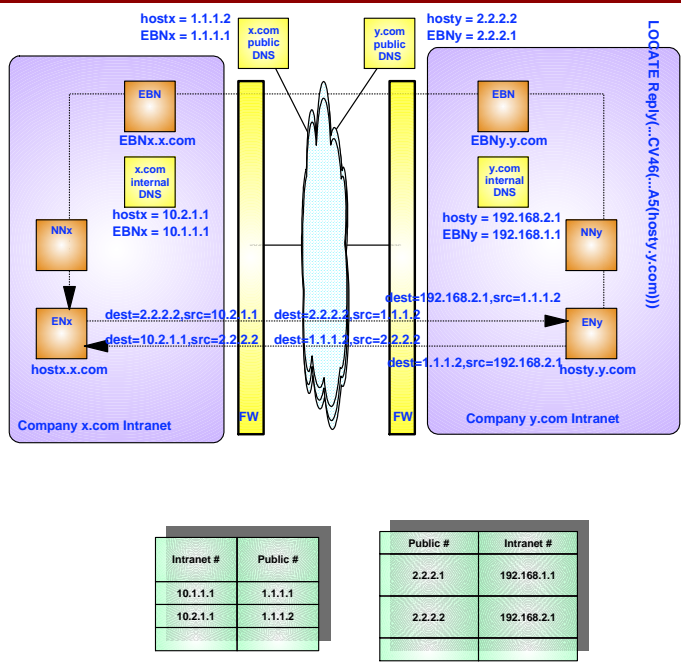 hostx = 1.1.1.2
EBNx = 1.1.1.1
x.com
public
DNS
y.com
public
DNS
hosty = 2.2.2.2
EBNy = 2.2.2.1
LOCATE Reply(...CV46(...A5(hosty.y.com)))
EBN
EBNx.x.com
EBN
EBNy.y.com
x.com
internal
DNS
y.com
internal
DNS
hostx = 10.2.1.1
EBNx = 10.1.1.1
hosty = 192.168.2.1
EBNy = 192.168.1.1
NNx
NNy
dest=192.168.2.1,src=1.1.1.2
ENx
dest=2.2.2.2,src=10.2.1.1
dest=2.2.2.2,src=1.1.1.2
ENy
dest=10.2.1.1,src=2.2.2.2
dest=1.1.1.2,src=2.2.2.2
dest=1.1.1.2,src=192.168.2.1
hostx.x.com
hosty.y.com
FW
FW
Company x.com Intranet
Company y.com Intranet
Intranet # Public #
10.1.1.1 1.1.1.1
10.2.1.1 1.1.1.2
Public # Intranet #
2.2.2.1 192.168.1.1
2.2.2.2 192.168.2.1